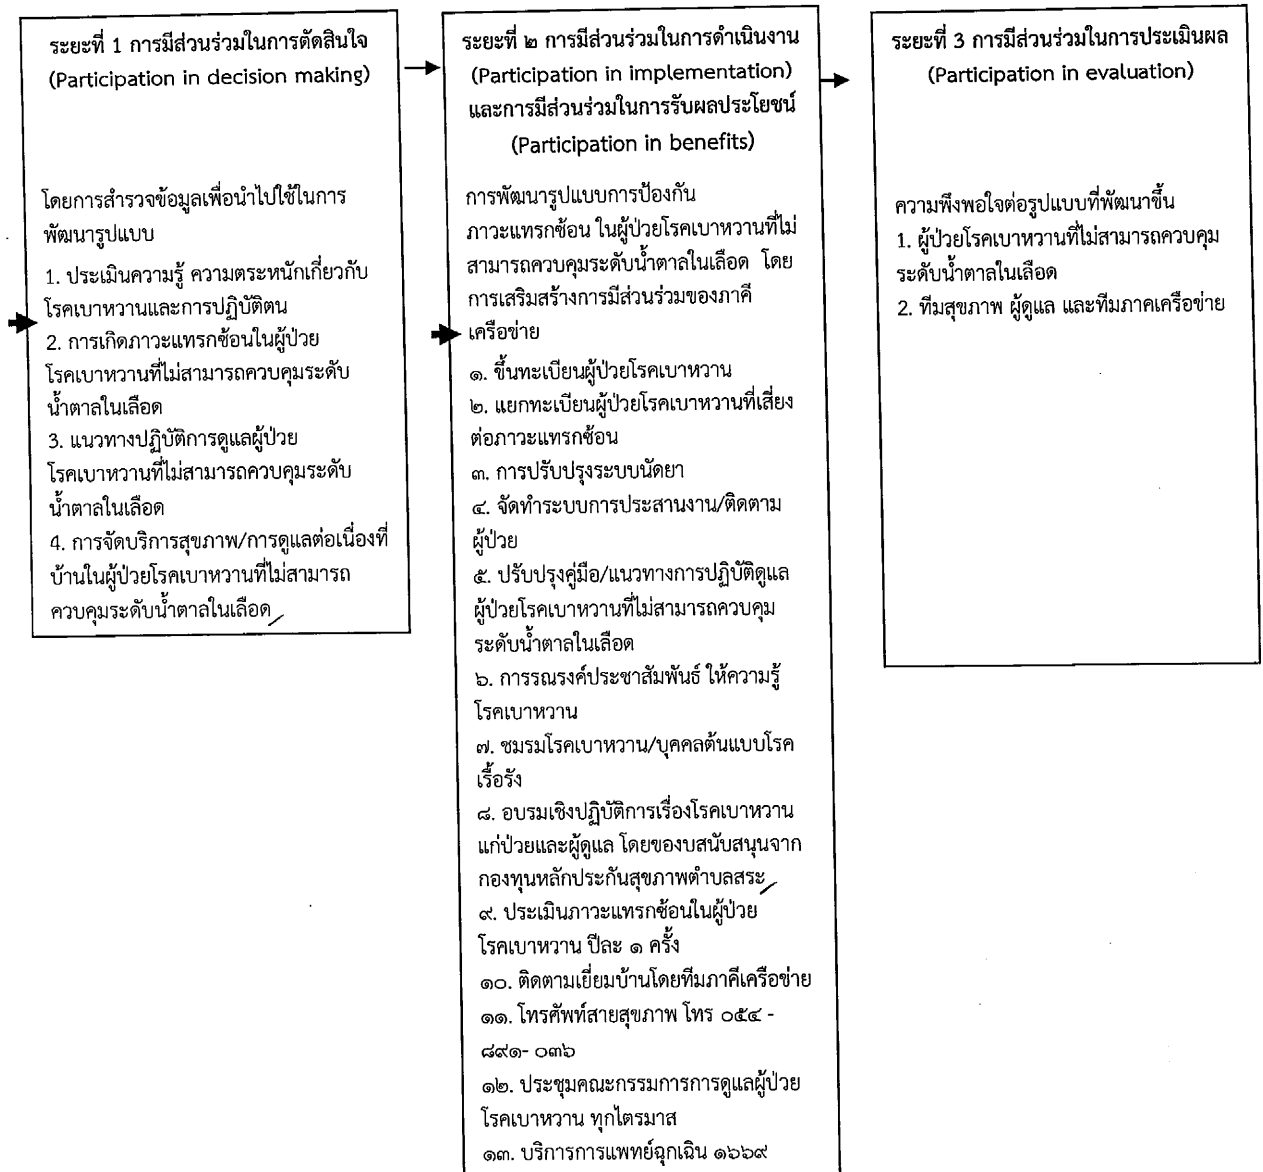 ระยะที่ 1 การมีส่วนร่วมในการตัดสินใจ
(Participation in decision making)
โดยการสำรวจข้อมูลเพื่อนำไปใช้ในการ
พัฒนารูปแบบ
1. ประเมินความรู้ ความตระหนักเกี่ยวกับ
โรคเบาหวานและการปฏิบัติตน
2. การเกิดภาวะแทรกซ้อนในผู้ป่วย
โรคเบาหวานที่ไม่สามารถควบคุมระดับ
น้ำตาลในเลือด
3. แนวทางปฏิบัติการดูแลผู้ป่วย
โรคเบาหวานที่ไม่สามารถควบคุมระดับ
น้ำตาลในเลือด
4. การจัดบริการสุขภาพ/การดูแลต่อเนื่องที่
บ้านในผู้ป่วยโรคเบาหวานที่ไม่สามารถ
ควบคุมระดับน้ำตาลในเลือด
ระยะที่ ๒ การมีส่วนร่วมในการดำเนินงาน
(Participation in implementation)
และการมีส่วนร่วมในการรับผลประโยชน์
(Participation in benefits)
การพัฒนารูปแบบการป้องกัน
ภาวะแทรกซ้อน ในผู้ป่วยโรคเบาหวานที่ไม่
สามารถควบคุมระดับน้ำตาลในเลือด โดย
การเสริมสร้างการมีส่วนร่วมของภาคี
เครือข่าย
๑. ขึ้นทะเบียนผู้ป่วยโรคเบาหวาน
๒. แยกทะเบียนผู้ป่วยโรคเบาหวานที่เสี่ยง
ต่อภาวะแทรกซ้อน
๓. การปรับปรุงระบบนัดยา
๔. จัดทำระบบการประสานงาน/ติดตาม
ผู้ป่วย
๕. ปรับปรุงคู่มือ/แนวทางการปฏิบัติดูแล
ผู้ป่วยโรคเบาหวานที่ไม่สามารถควบคุม
ระดับน้ำตาลในเลือด
๖. การรณรงค์ประชาสัมพันธ์ ให้ความรู้
โรคเบาหวาน
๗. ชมรมโรคเบาหวาน/บุคคลต้นแบบโรค
เรื้อรัง
๘. อบรมเชิงปฏิบัติการเรื่องโรคเบาหวาน
แก่ป่วยและผู้ดูแล โดยของบสนับสนุนจาก
กองทุนหลักประกันสุขภาพตำบลสระ
๙. ประเมินภาวะแทรกซ้อนในผู้ป่วย
โรคเบาหวาน ปีละ ๑ ครั้ง
๑๐. ติดตามเยี่ยมบ้านโดยทีมภาคีเครือข่าย
๑๑. โทรศัพท์สายสุขภาพ โทร ๐๕๔ -
๘๙๑- ๐๓๖
๑๒. ประชุมคณะกรรมการการดูแลผู้ป่วย
โรคเบาหวาน ทุกไตรมาส
๑๓. บริการการแพทย์ฉุกเฉิน ๑๖๖๙
ระยะที่ 3 การมีส่วนร่วมในการประเมินผล
(Participation in evaluation)
ความพึงพอใจต่อรูปแบบที่พัฒนาขึ้น
1. ผู้ป่วยโรคเบาหวานที่ไม่สามารถควบคุม
ระดับน้ำตาลในเลือด
2. ทีมสุขภาพ ผู้ดูแล และทีมภาคเครือข่าย